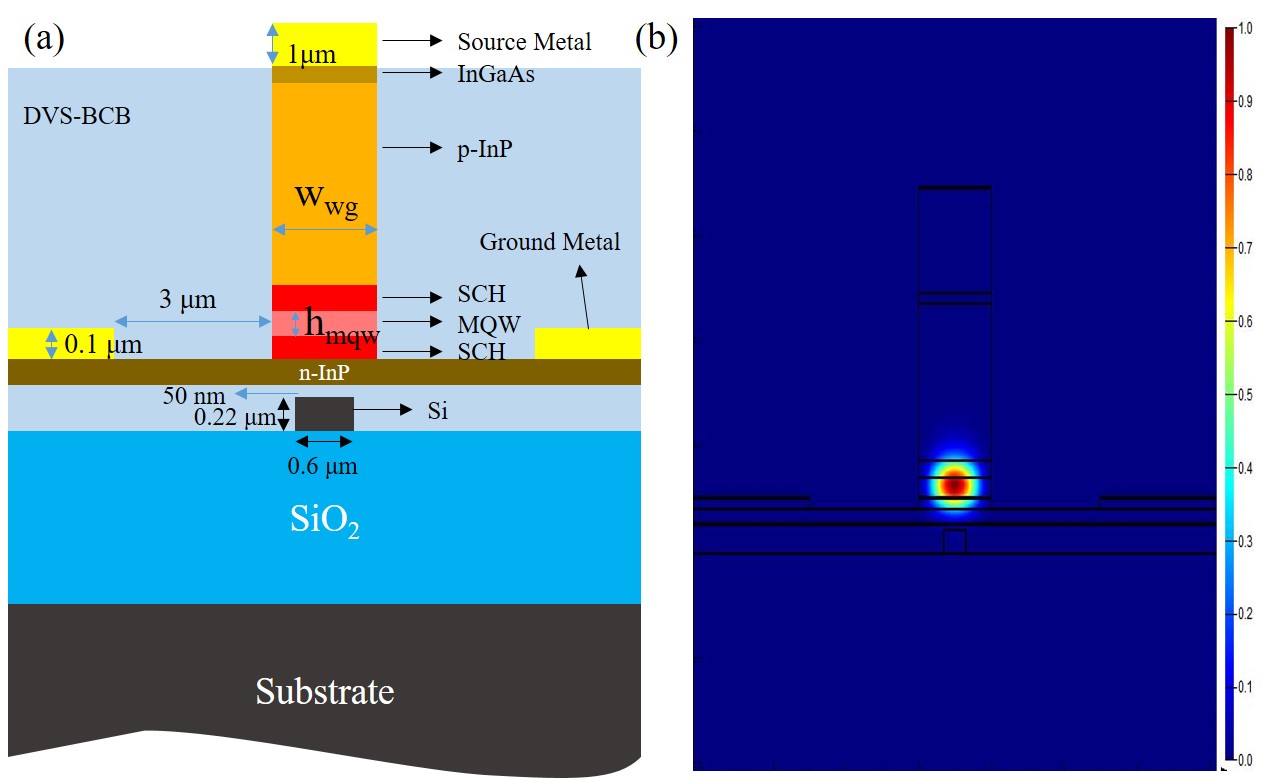 (a)
Source Metal
1μm
InGaAs
DVS-BCB
p-InP
wwg
Ground Metal
3 μm
SCH
hmqw
MQW
0.1 μm
SCH
n-InP
50 nm
0.22 μm
Si
0.6 μm
SiO2
Substrate
(b)
1.0
0.9
0.8
0.7
0.6
0.5
0.4
0.3
0.2
0.1
0.0